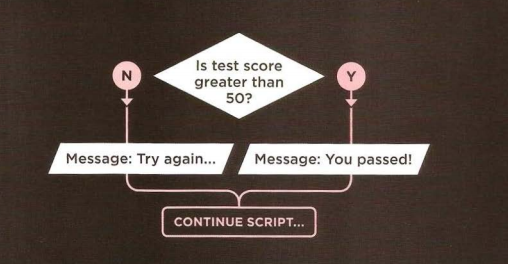 Is test score
greater than
50?
N
Y
Message: Try again...
Message: You passed!
CONTINUE SCRIPT...